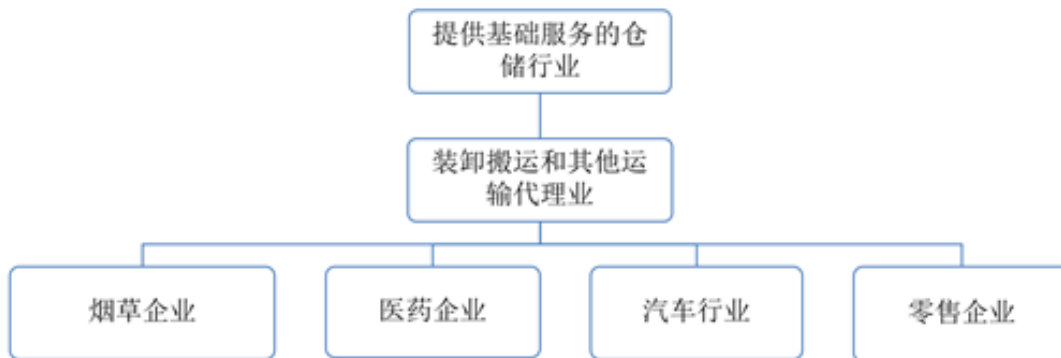 提供基础服务的仓
储行业
装卸搬运和其他运
输代理业
烟草企业
医药企业
汽车行业
零售企业